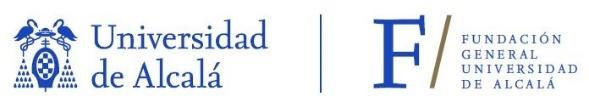 Universidad
de Alcalá
F/
FUNDACIÓN
GENERAL
UNIVERSIDAD
DE ALCALÁ